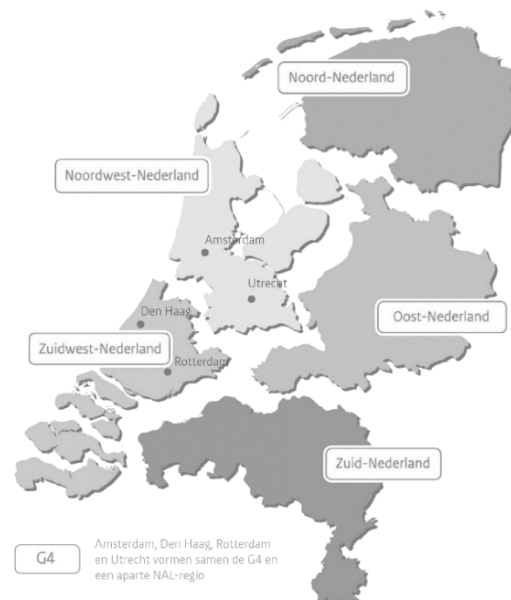 Noord-Nederland
Noordwest-Nederland
Amsterdam
Utrecht
Den Haag
Oost-Nederland
Zuidwest-Nederland
Rotterdam
Zuid-Nederland
G4
Amsterdam, Den Haag, Rotterdam
en Utrecht vormen samen de G4 en
een aparte NAL-regio